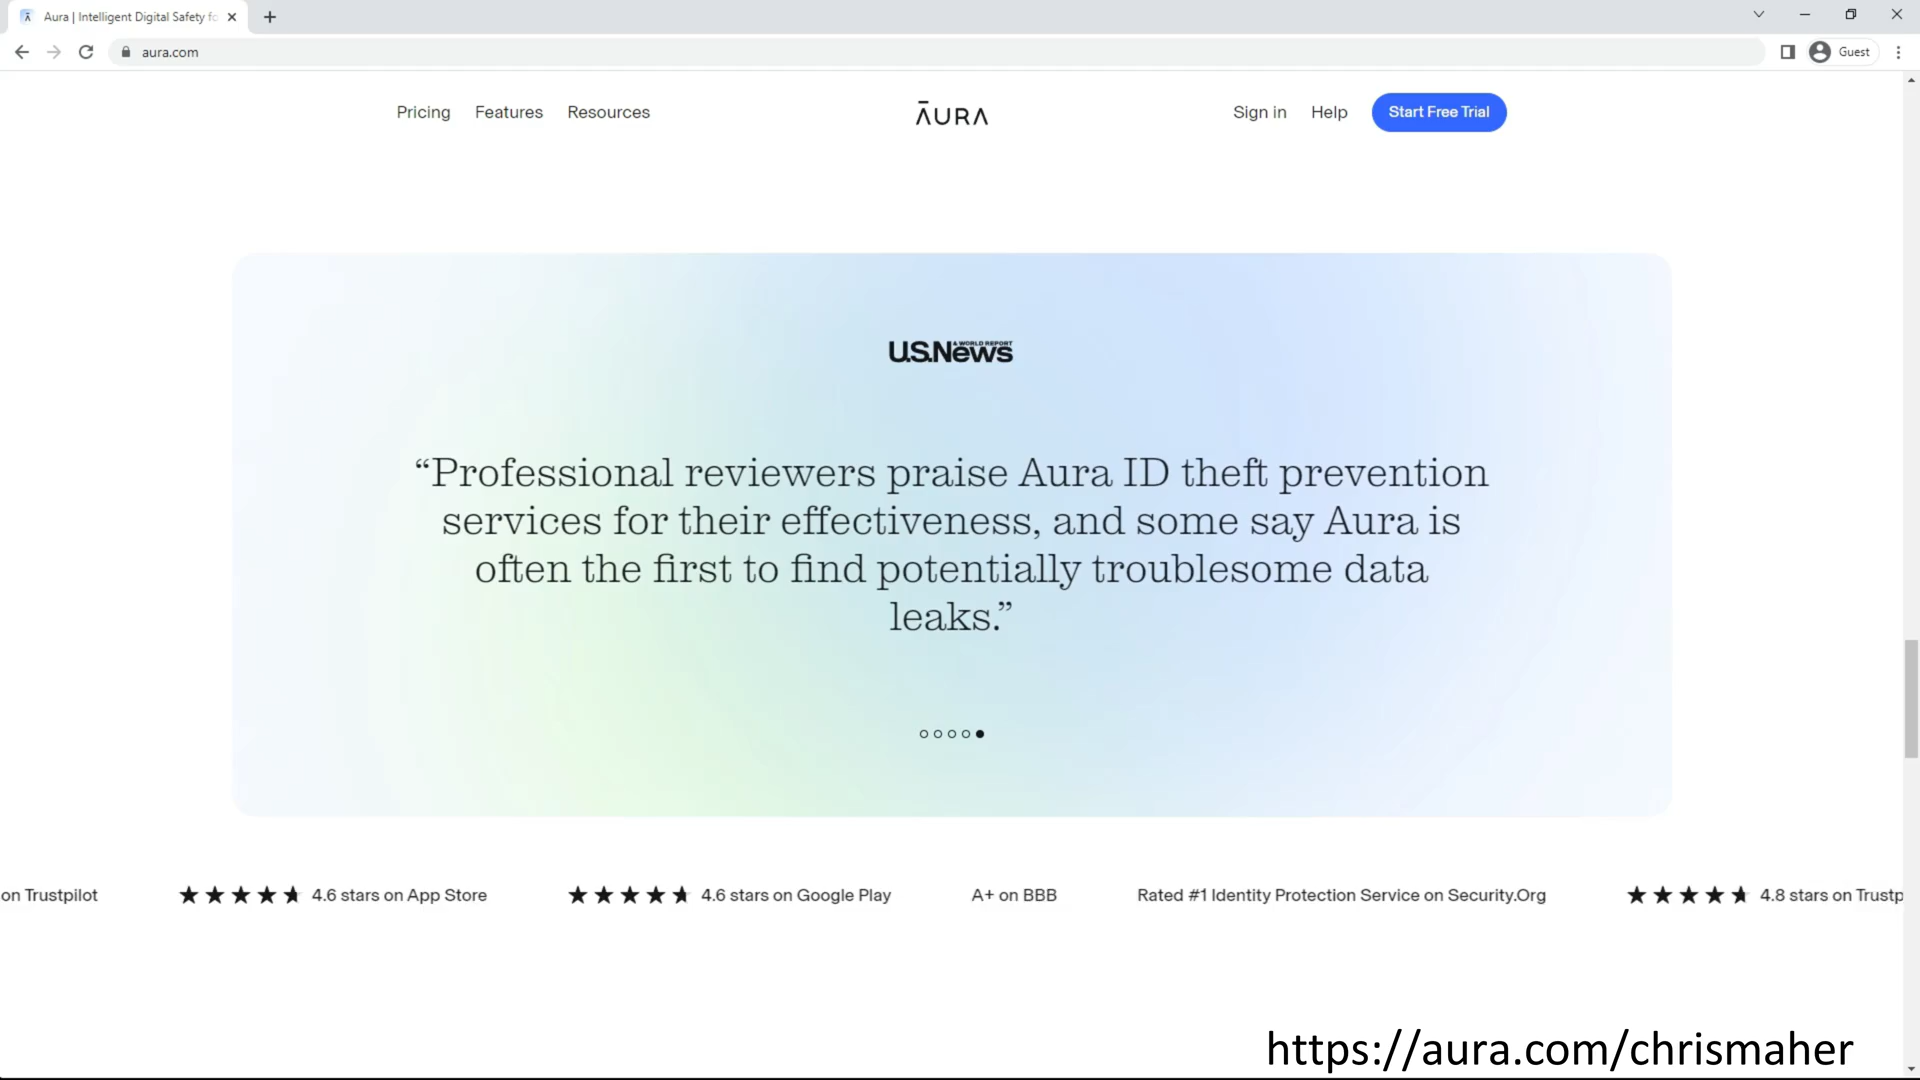 Aura | Intelligent Digital Safety fo
aura.com
Guest
Pricing Features Resources
ĀURA
Sign in Help Start Free Trial
U.S.News
& WORLD REPORT
“Professional reviewers praise Aura ID theft prevention
services for their effectiveness, and some say Aura is
often the first to find potentially troublesome data
leaks.”
on Trustpilot 4.6 stars on App Store 4.6 stars on Google Play A+ on BBB Rated #1 Identity Protection Service on Security.Org 4.8 stars on Trustp
https://aura.com/chrismaher